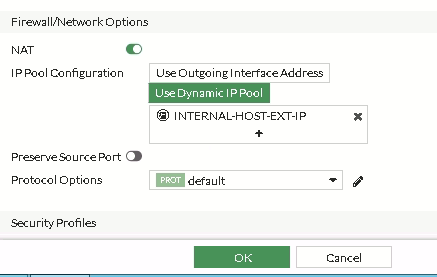 Firewall/Network Options
NAT
IP Pool Configuration Use Outgoing Interface Address
Use Dynamic IP Pool
INTERNAL-HOST-EXT-IP
Preserve Source Port
Protocol Options PROT default
Security Profiles
OK Cancel